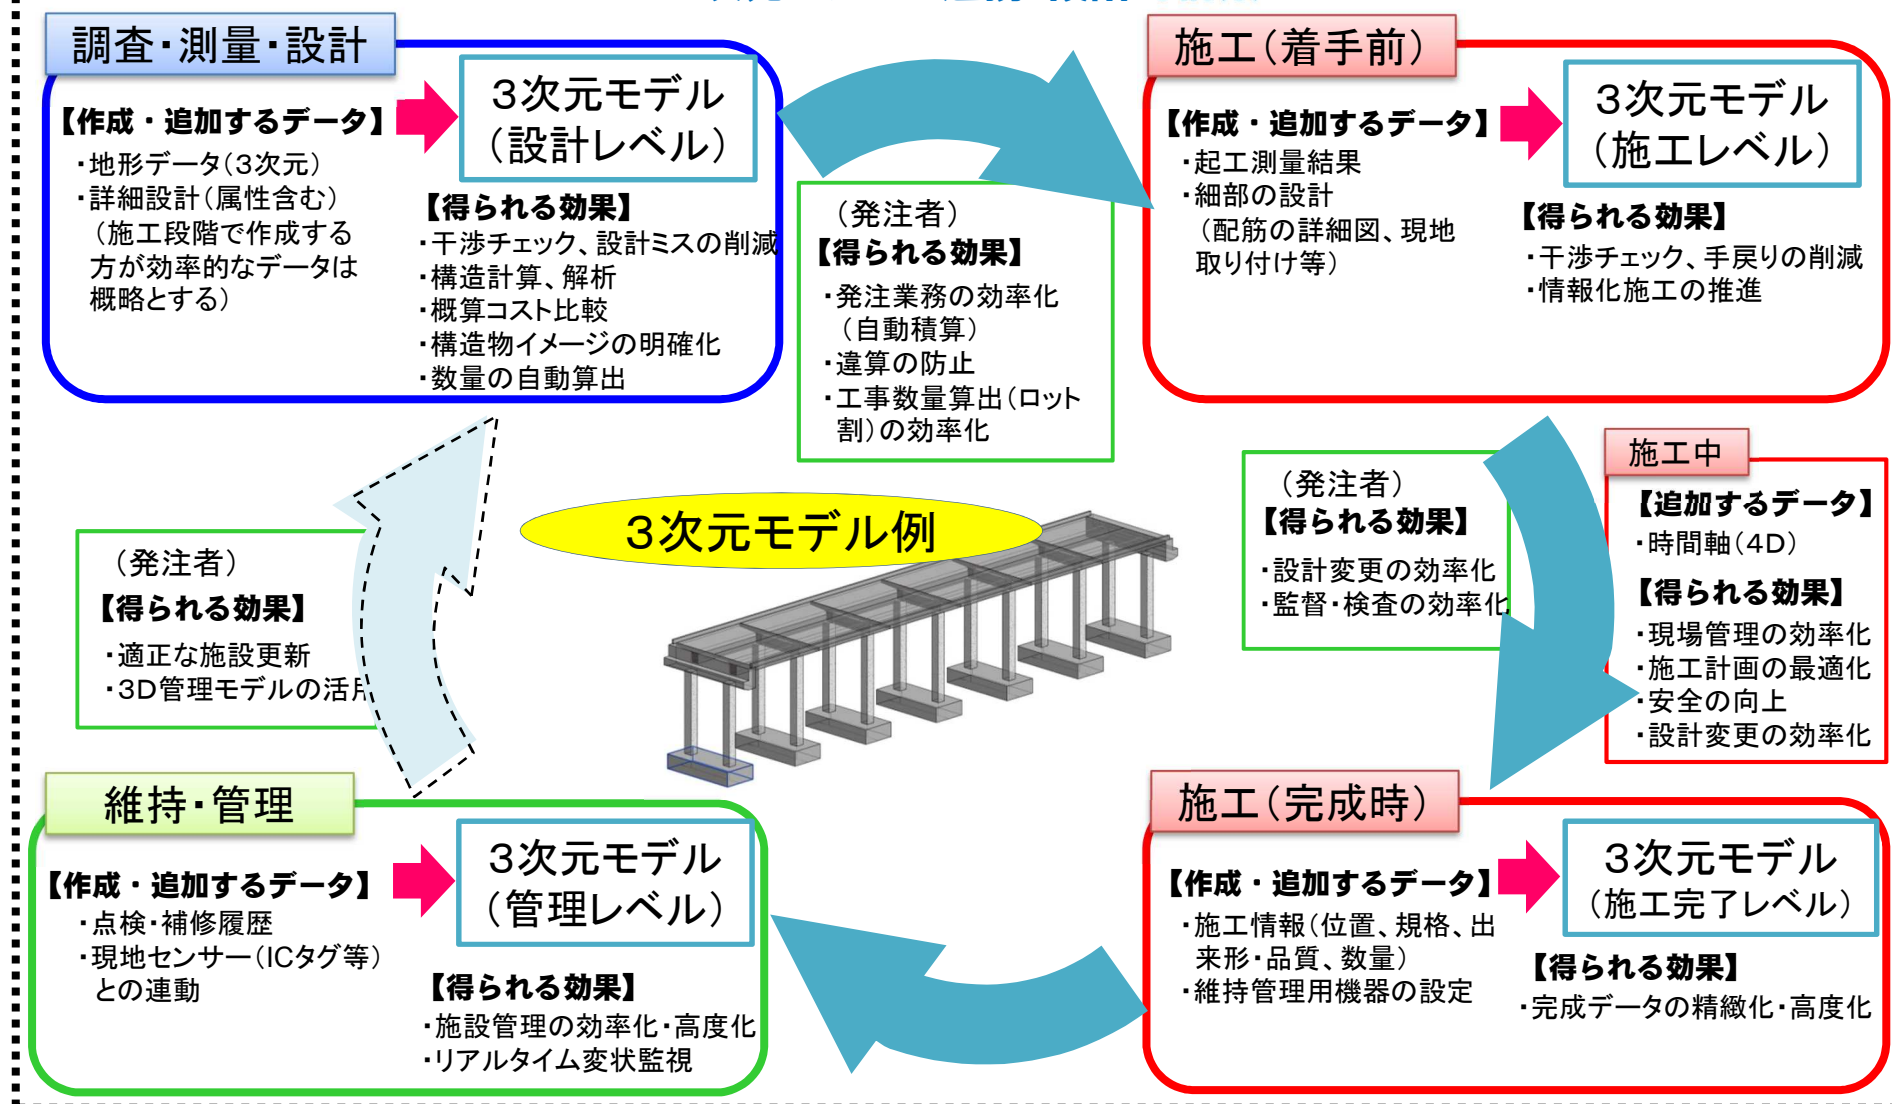 調査・測量・設計
【作成・追加するデータ】
・地形データ(3次元)
・詳細設計(属性含む)
(施工段階で作成する
方が効率的なデータは
概略とする)
3次元モデル
(設計レベル)
【得られる効果】
・干渉チェック、設計ミスの削減
・構造計算、解析
・概算コスト比較
・構造物イメージの明確化
・数量の自動算出
(発注者)
【得られる効果】
・発注業務の効率化
(自動積算)
・違算の防止
・工事数量算出(ロット
割)の効率化
施工(着手前)
【作成・追加するデータ】
・起工測量結果
・細部の設計
(配筋の詳細図、現地
取り付け等)
3次元モデル
(施工レベル)
【得られる効果】
・干渉チェック、手戻りの削減
・情報化施工の推進
(発注者)
【得られる効果】
・設計変更の効率化
・監督・検査の効率化
施工中
【追加するデータ】
・時間軸(4D)
【得られる効果】
・現場管理の効率化
・施工計画の最適化
・安全の向上
・設計変更の効率化
3次元モデル例
(発注者)
【得られる効果】
・適正な施設更新
・3D管理モデルの活用
維持・管理
【作成・追加するデータ】
・点検・補修履歴
・現地センサー(ICタグ等)
との連動
3次元モデル
(管理レベル)
【得られる効果】
・施設管理の効率化・高度化
・リアルタイム変状監視
施工(完成時)
【作成・追加するデータ】
・施工情報(位置、規格、出
来形・品質、数量)
・維持管理用機器の設定
3次元モデル
(施工完了レベル)
【得られる効果】
・完成データの精緻化・高度化